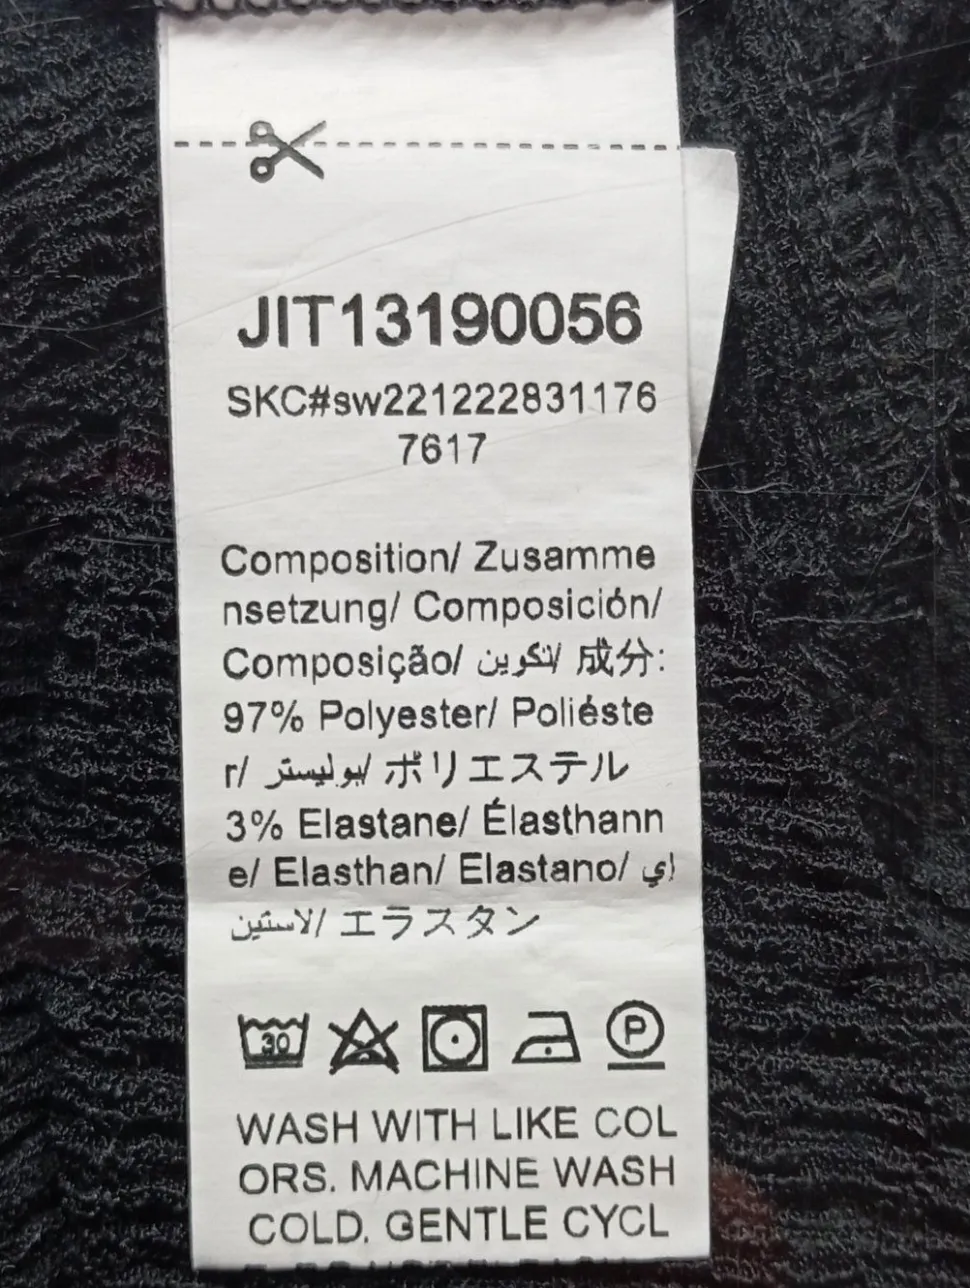 JIT13190056
SKC#sw221222831176
7617
Composition/ Zusamme
nsetzung/ Composición/
Composição/ تكوين/ 成分:
97% Polyester/ Poliéste
r/ بوليستر/ ポリエステル
3% Elastane/ Élasthann
e/ Elasthan/ Elastano/ إي
لاستين/ エラスタン
30 P
WASH WITH LIKE COL
ORS. MACHINE WASH
COLD. GENTLE CYCL